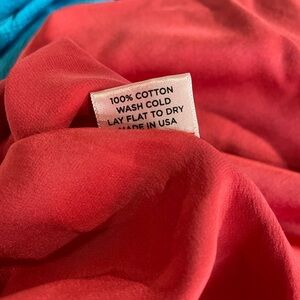 100% COTTON
WASH COLD
LAY FLAT TO DRY
MADE IN USA